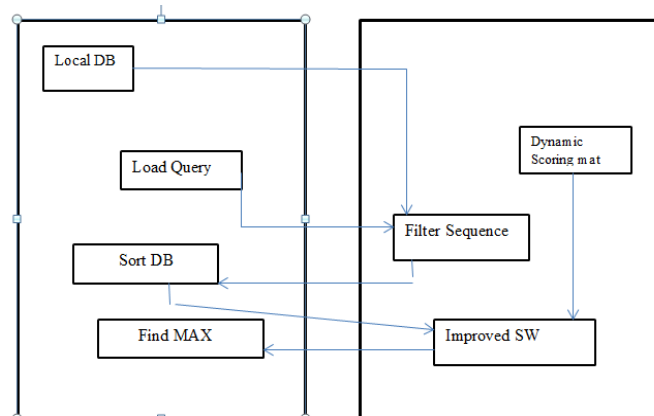 Local DB
Dynamic
Scoring mat
Load Query
Filter Sequence
Sort DB
Find MAX
Improved SW